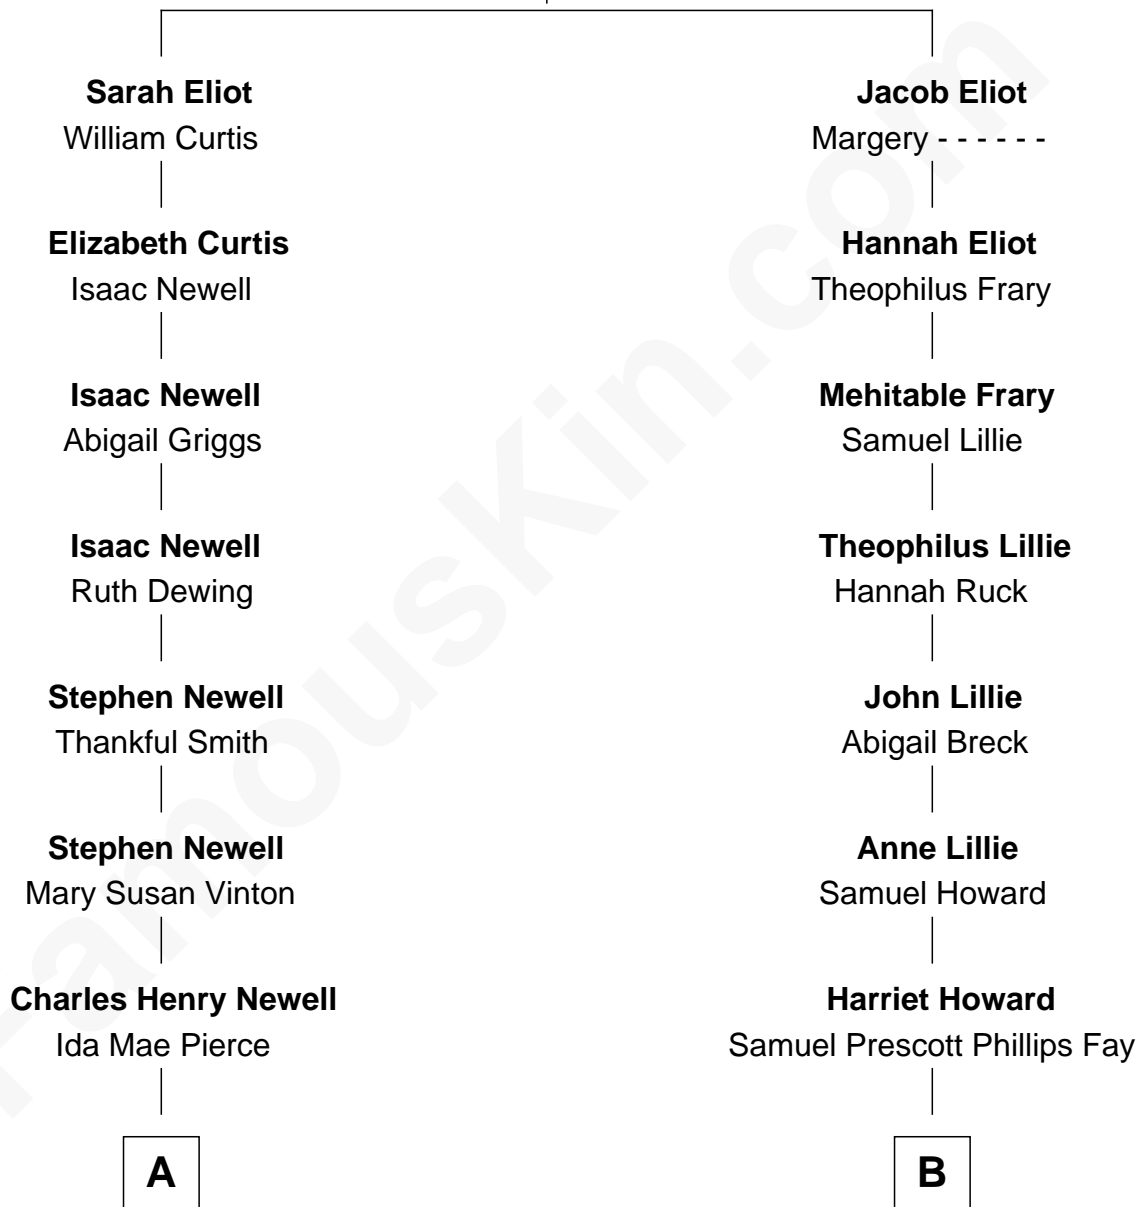 Sarah Eliot
William Curtis
Elizabeth Curtis
Isaac Newell
Isaac Newell
Abigail Griggs
Isaac Newell
Ruth Dewing
Stephen Newell
Thankful Smith
Stephen Newell
Mary Susan Vinton
Charles Henry Newell
Ida Mae Pierce
A
Jacob Eliot
Margery - - - - - -
Hannah Eliot
Theophilus Frary
Mehitable Frary
Samuel Lillie
Theophilus Lillie
Hannah Ruck
John Lillie
Abigail Breck
Anne Lillie
Samuel Howard
Harriet Howard
Samuel Prescott Phillips Fay
B
FamousKin.com